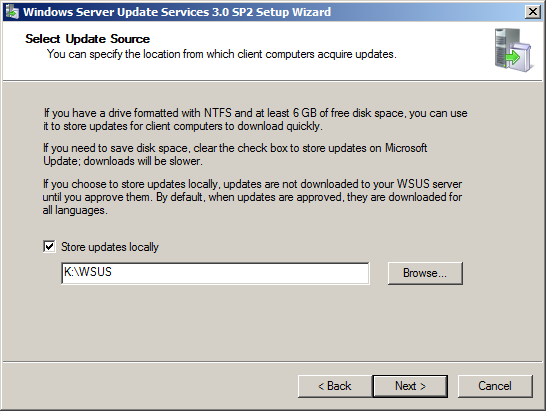 Windows Server Update Services 3.0 SP2 Setup Wizard
Select Update Source
You can specify the location from which client computers acquire updates.
If you have a drive formatted with NTFS and at least 6 GB of free disk space, you can use
it to store updates for client computers to download quickly.
If you need to save disk space, clear the check box to store updates on Microsoft
Update; downloads will be slower.
If you choose to store updates locally, updates are not downloaded to your WSUS server
until you approve them. By default, when updates are approved, they are downloaded for
all languages.
Store updates locally
K:\WSUS
Browse...
< Back
Next >
Cancel